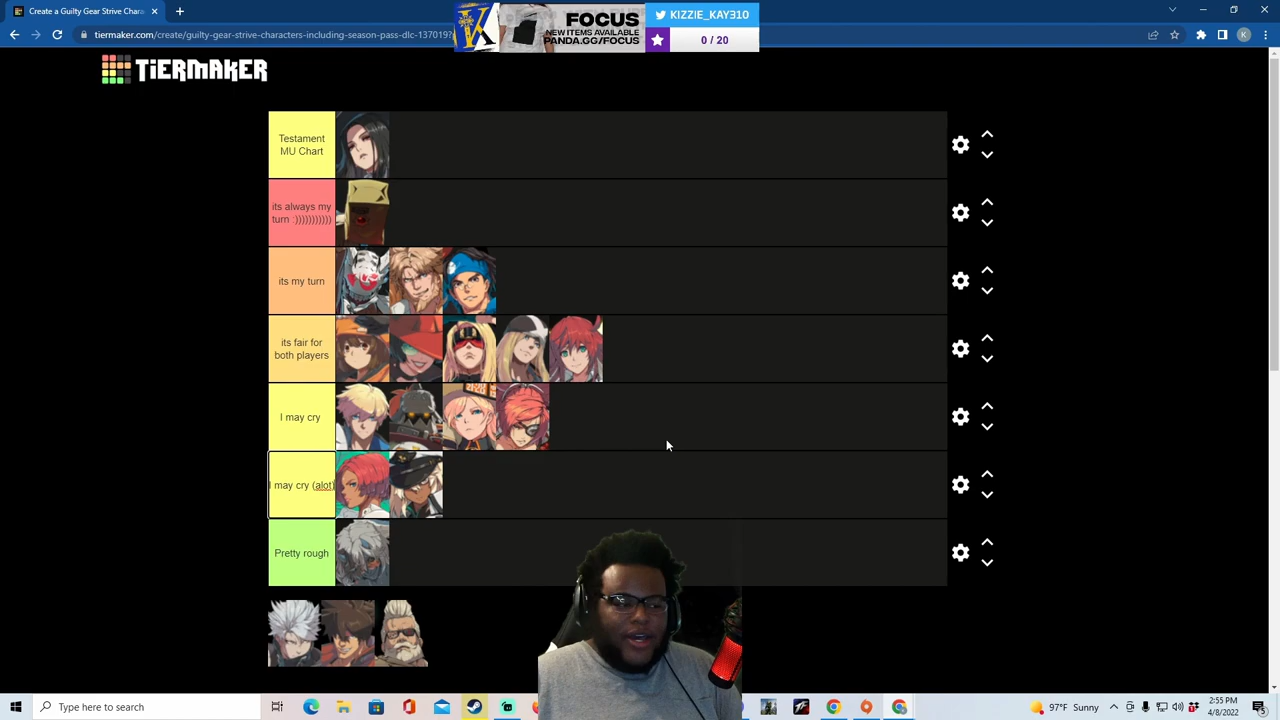 Create a Guilty Gear Strive Chara
tiermaker.com/create/guilty-gear-strive-characters-including-season-pass-dlc-137019
FOCUS
NEW ITEMS AVAILABLE
PANDA.GG/FOCUS
KIZZIE_KAY310
0 / 20
K
TiERMAKER
Testament
MU Chart
its always my
turn :)))))))))))
its my turn
its fair for
both players
I may cry
I may cry (alot)
Pretty rough
Type here to search
97°F Sunny
2:55 PM
4/8/2022